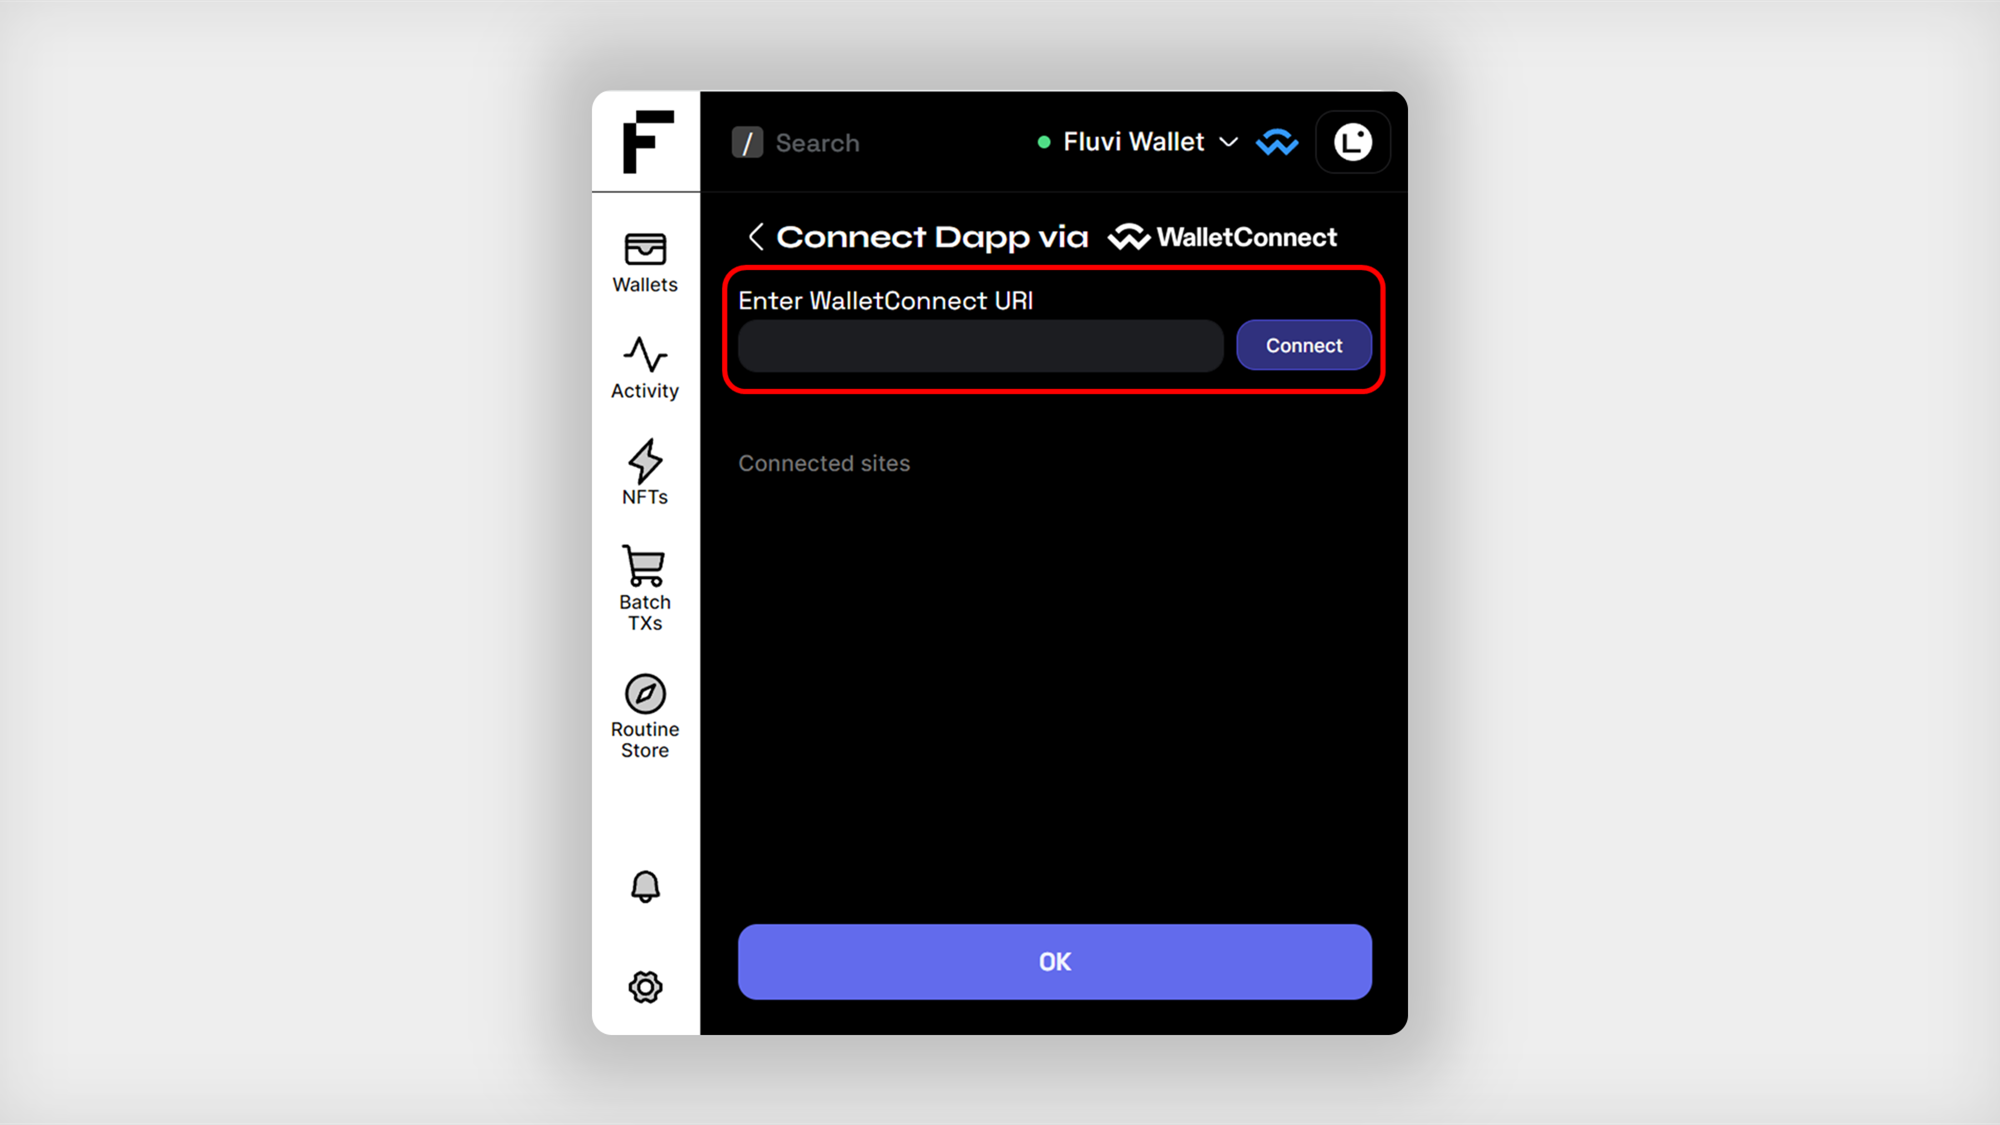 F
/ Search
Fluvi Wallet
Connect Dapp via WalletConnect
Enter WalletConnect URI
Connect
Connected sites
OK
Wallets
Activity
NFTs
Batch
TXs
Routine
Store